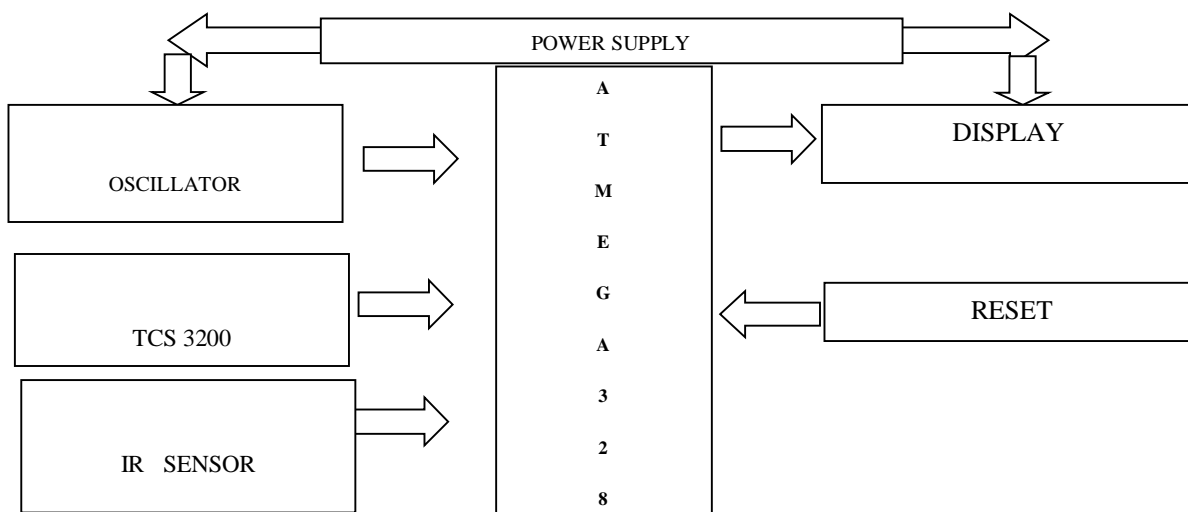 POWER SUPPLY
A
T
M
E
G
A
3
2
8
OSCILLATOR
TCS 3200
IR SENSOR
DISPLAY
RESET